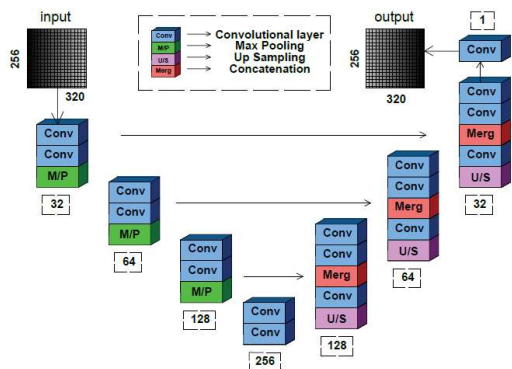 input
256
320
Conv
M/P
U/S
Merg
Convolutional layer
Max Pooling
Up Sampling
Concatenation
output
256
320
1
Conv
Conv
Conv
M/P
32
Conv
Conv
M/P
64
Conv
Conv
M/P
128
Conv
Conv
256
Conv
Conv
Merg
Conv
U/S
128
Conv
Conv
Merg
Conv
U/S
64
Conv
Conv
Merg
Conv
U/S
32